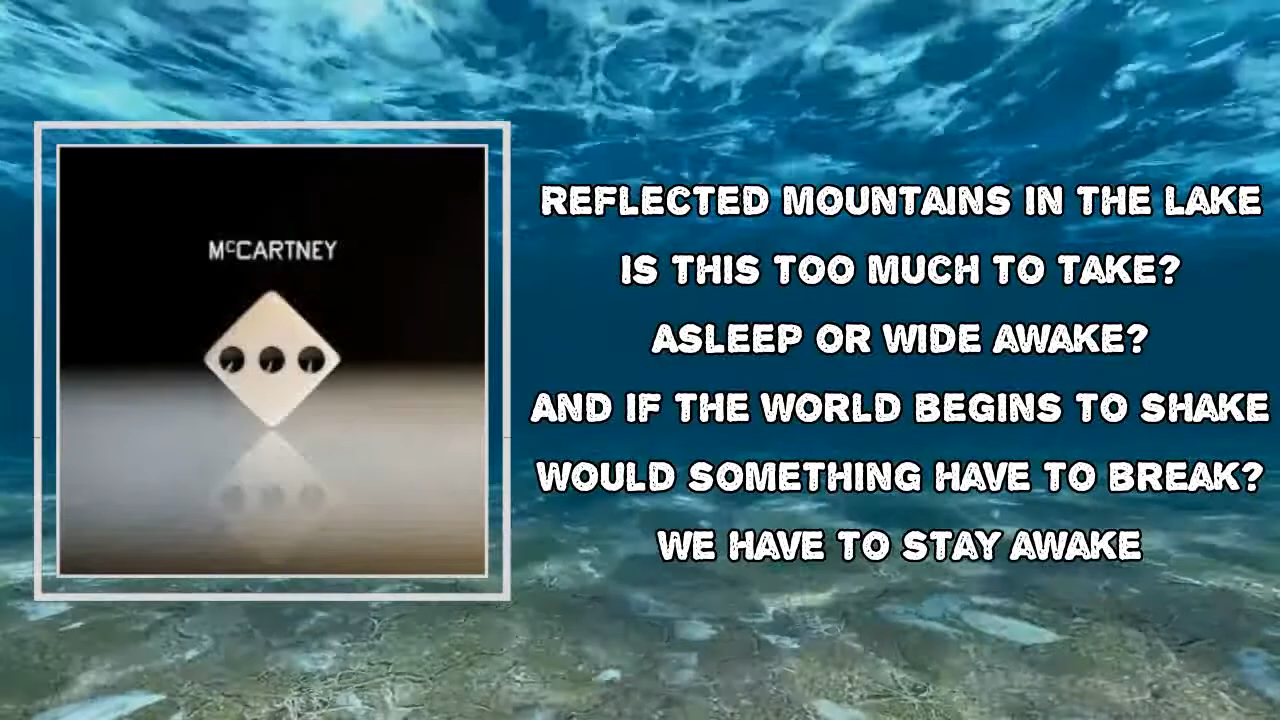 McCARTNEY
REFLECTED MOUNTAINS IN THE LAKE
IS THIS TOO MUCH TO TAKE?
ASLEEP OR WIDE AWAKE?
AND IF THE WORLD BEGINS TO SHAKE
WOULD SOMETHING HAVE TO BREAK?
WE HAVE TO STAY AWAKE